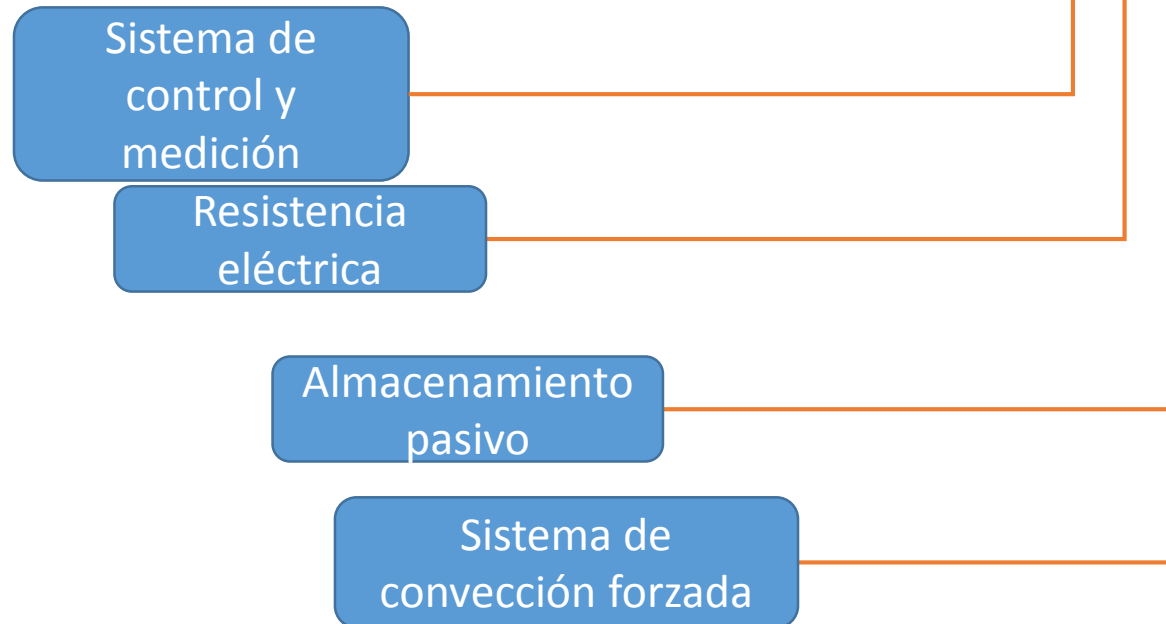 Sistema de
control y
medición
Resistencia
eléctrica
Almacenamiento
pasivo
Sistema de
convección forzada